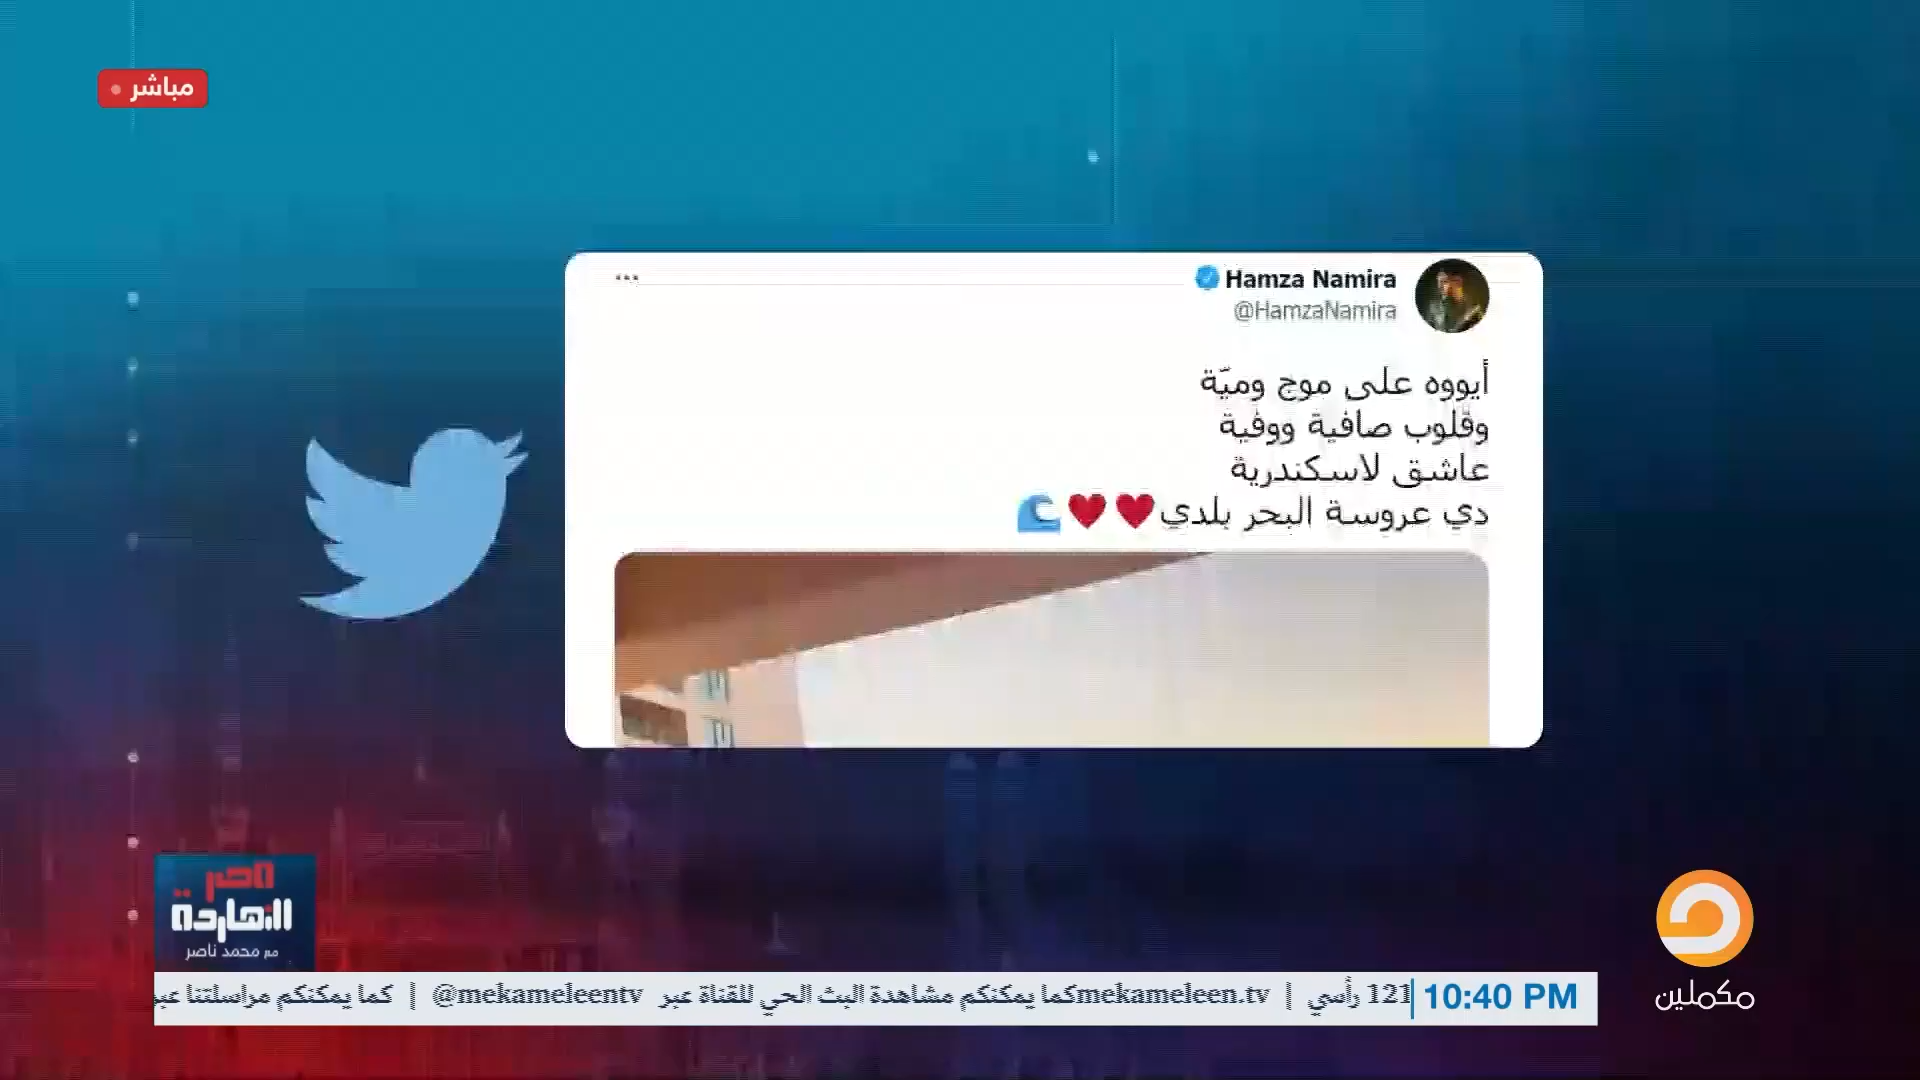 مباشر
Hamza Namira
@HamzaNamira
أيووه على موج وميّة
وقلوب صافية ووفية
عاشق لاسكندرية
دي عروسة البحر بلدي
مصر
النهاردة
مع محمد ناصر
10:40 PM
121 رأسي | mekameleen.tv كما يمكنكم مشاهدة البث الحي للقناة عبر @mekameleentv | كما يمكنكم مراسلتنا عبر
مكملين